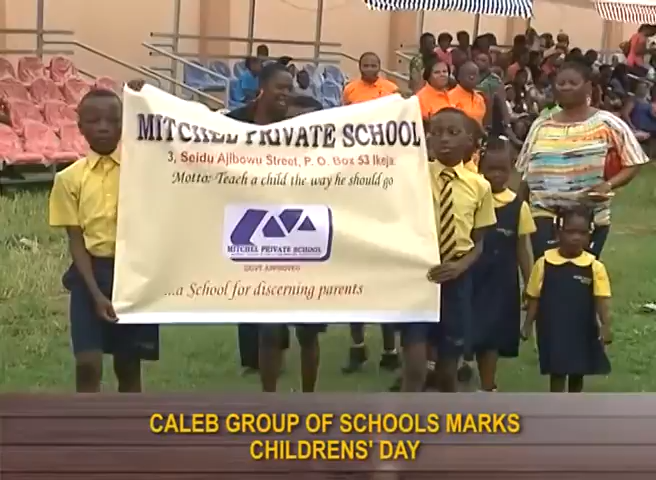 MITCHEL PRIVATE SCHOOL
3, Seidu Ajibowu Street, P. O. Box 53 Ikeja.
Motto:- Teach a child the way he should go
MITCHEL PRIVATE SCHOOL
GOVT APPROVED
...a School for discerning parents
CALEB GROUP OF SCHOOLS MARKS
CHILDRENS' DAY